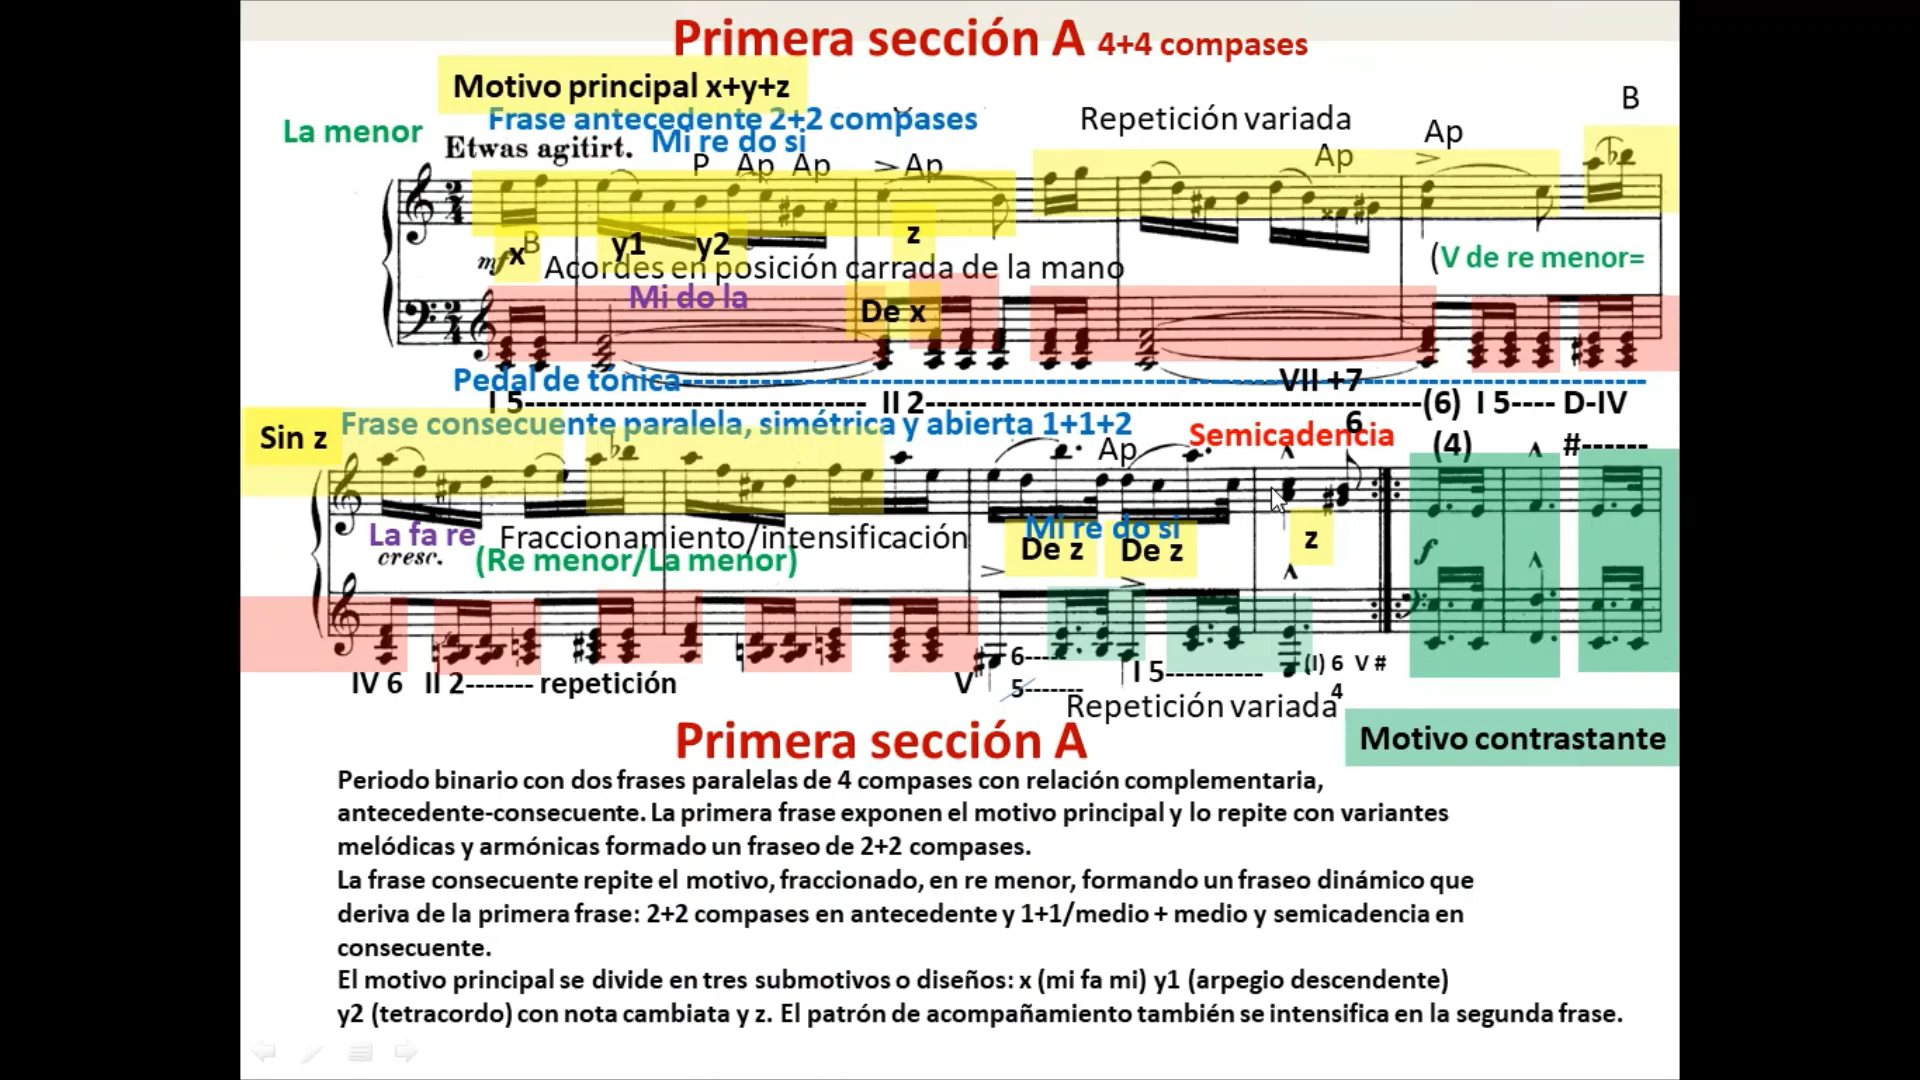 Primera sección A 4+4 compases
Motivo principal x+y+z
B
La menor
Frase antecedente 2+2 compases
Repetición variada
Ap
Etwas agitirt.
Mi re do si
P Ap Ap
> Ap
Ap
x
B
y1
y2
z
mf
Acordes en posición carrada de la mano
(V de re menor=
Mi do la
De x
Pedal de tónica
VII +7
I 5---------------------------- II 2------------------------------------------(6) I 5---- D-IV
6
(4)
#------
Sin z
Frase consecuente paralela, simétrica y abierta 1+1+2
Semicadencia
Ap
La fa re
Fraccionamiento/intensificación
Mi re do si
cresc.
(Re menor/La menor)
De z
De z
z
f
IV 6 II 2------- repetición
V
6----
5-------
I 5----------
(I) 6 V #
4
Repetición variada
Motivo contrastante
Primera sección A
Periodo binario con dos frases paralelas de 4 compases con relación complementaria,
antecedente-consecuente. La primera frase exponen el motivo principal y lo repite con variantes
melódicas y armónicas formado un fraseo de 2+2 compases.
La frase consecuente repite el motivo, fraccionado, en re menor, formando un fraseo dinámico que
deriva de la primera frase: 2+2 compases en antecedente y 1+1/medio + medio y semicadencia en
consecuente.
El motivo principal se divide en tres submotivos o diseños: x (mi fa mi) y1 (arpegio descendente)
y2 (tetracordo) con nota cambiata y z. El patrón de acompañamiento también se intensifica en la segunda frase.